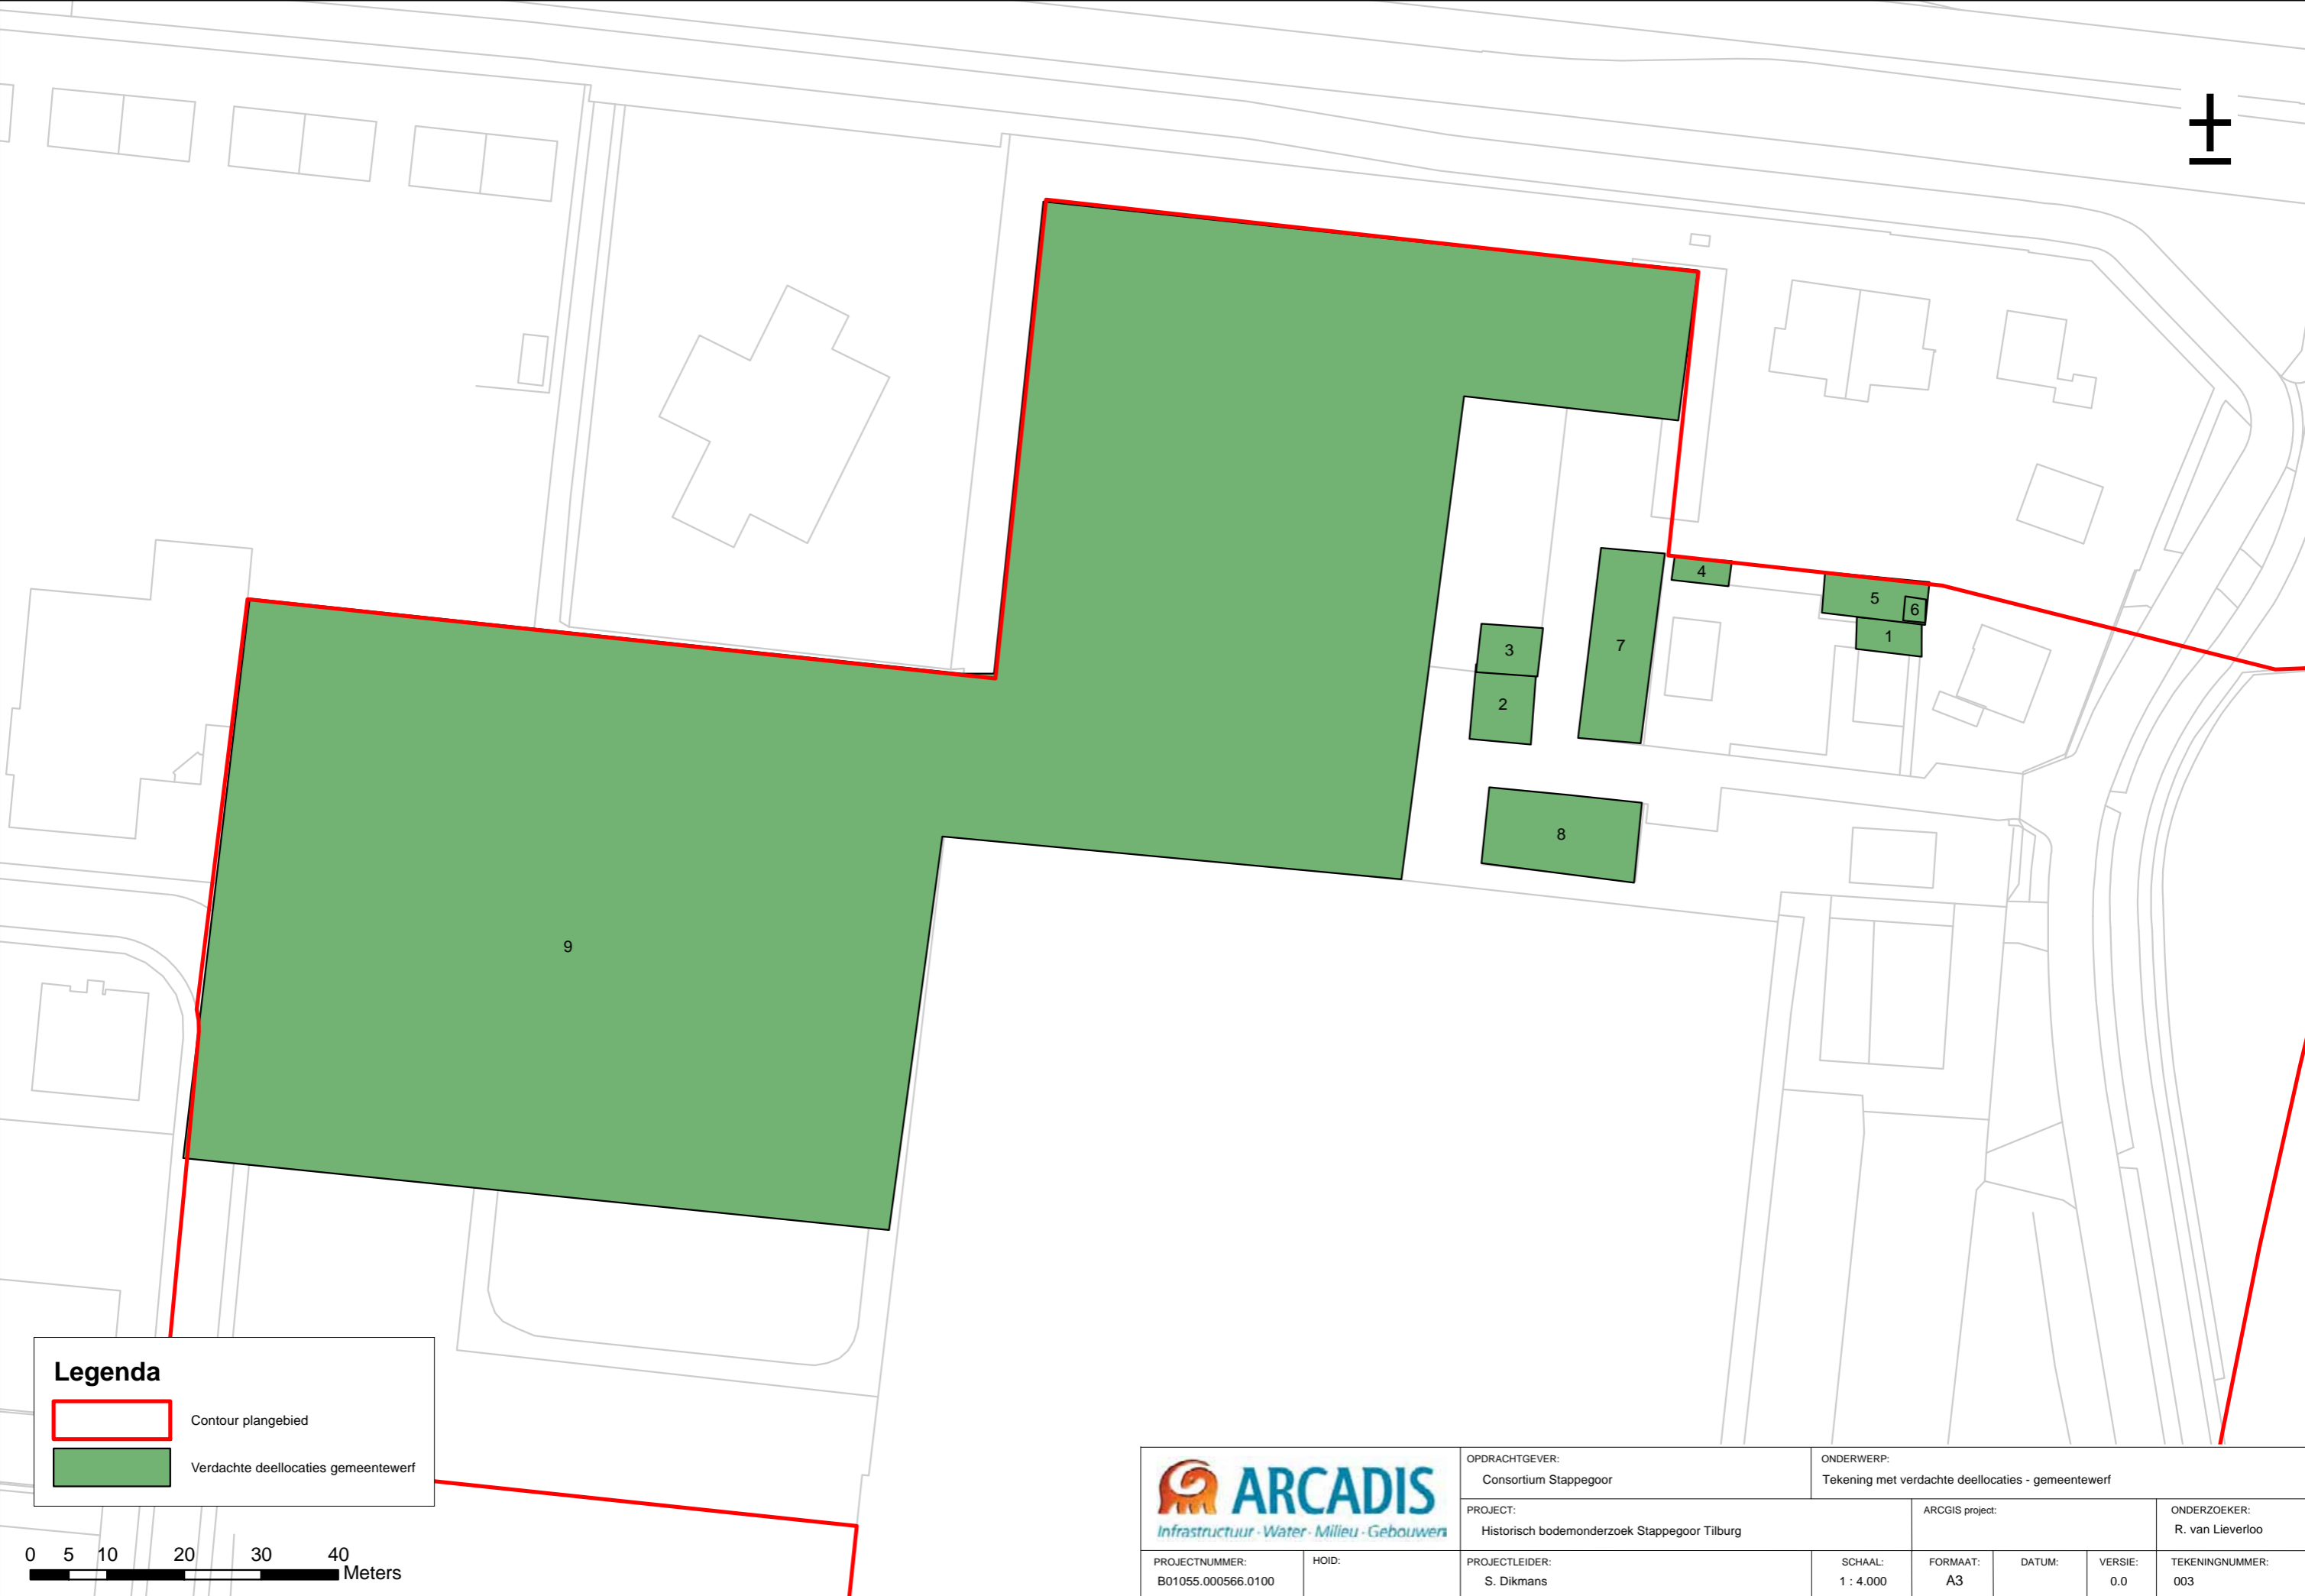 4
5
6
1
3
7
2
8
9
Legenda
Contour plangebied
Verdachte deellocaties gemeentewerf
0 5 10 20 30 40
Meters
ARCADIS
Infrastructuur · Water · Milieu · Gebouwen
OPDRACHTGEVER:
Consortium Stappegoor
ONDERWERP:
Tekening met verdachte deellocaties - gemeentewerf
PROJECT:
Historisch bodemonderzoek Stappegoor Tilburg
ARCGIS project:
ONDERZOEKER:
R. van Lieverloo
PROJECTNUMMER:
B01055.000566.0100
HOID:
PROJECTLEIDER:
S. Dikmans
SCHAAL:
1 : 4.000
FORMAAT:
A3
DATUM:
VERSIE:
0.0
TEKENINGNUMMER:
003